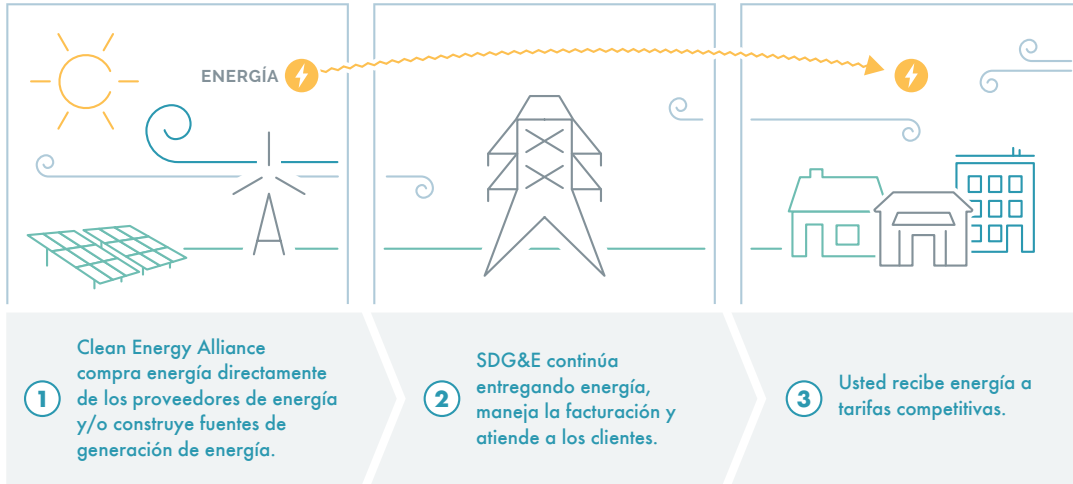 ENERGÍA
1
Clean Energy Alliance
compra energía directamente
de los proveedores de energía
y/o construye fuentes de
generación de energía.
2
SDG&E continúa
entregando energía,
maneja la facturación y
atiende a los clientes.
3
Usted recibe energía a
tarifas competitivas.